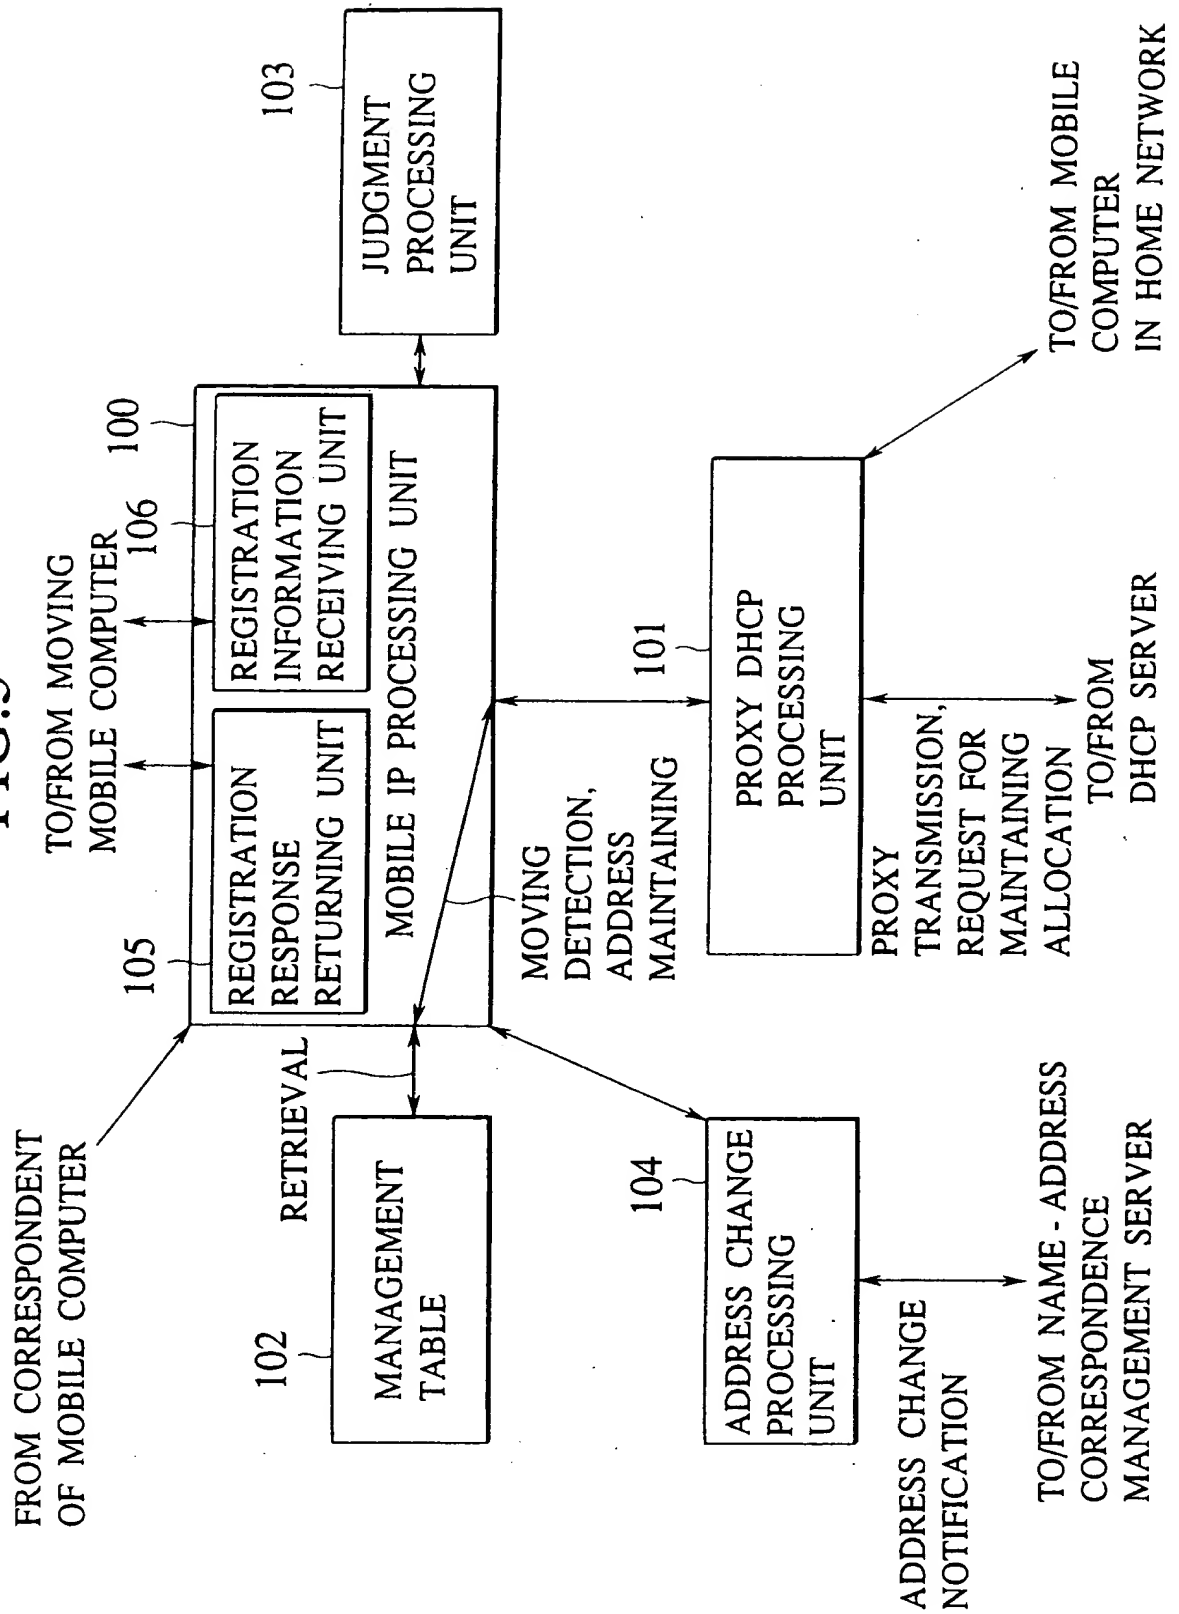 FROM CORRESPONDENT
OF MOBILE COMPUTER
TO/FROM MOVING
MOBILE COMPUTER
105
106
100
103
REGISTRATION
RESPONSE
RETURNING UNIT
REGISTRATION
INFORMATION
RECEIVING UNIT
MOBILE IP PROCESSING UNIT
JUDGMENT
PROCESSING
UNIT
102
RETRIEVAL
MANAGEMENT
TABLE
MOVING
DETECTION,
ADDRESS
MAINTAINING
104
101
ADDRESS CHANGE
PROCESSING
UNIT
PROXY DHCP
PROCESSING
UNIT
ADDRESS CHANGE
NOTIFICATION
PROXY
TRANSMISSION,
REQUEST FOR
MAINTAINING
ALLOCATION
TO/FROM NAME - ADDRESS
CORRESPONDENCE
MANAGEMENT SERVER
TO/FROM
DHCP SERVER
TO/FROM MOBILE
COMPUTER
IN HOME NETWORK